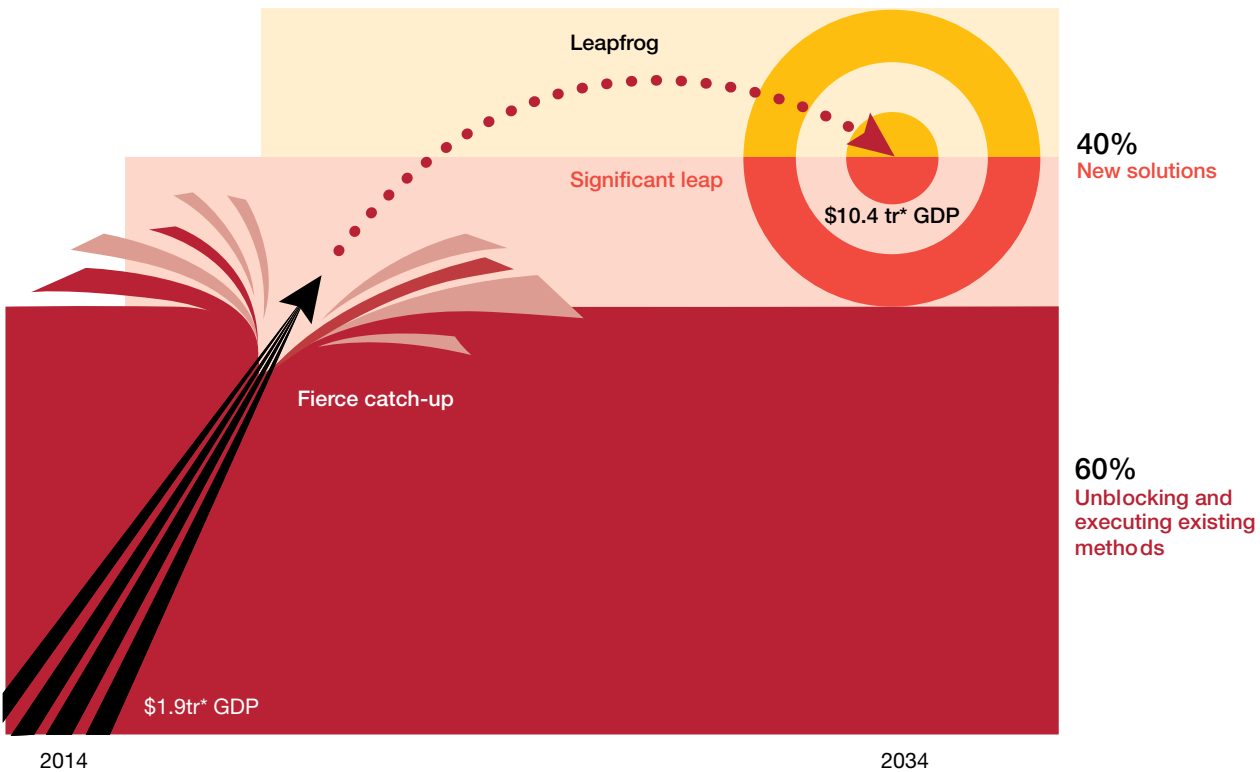 Leapfrog
40%
New solutions
Significant leap
$10.4 tr* GDP
Fierce catch-up
60%
Unblocking and
executing existing
methods
$1.9tr* GDP
2014
2034